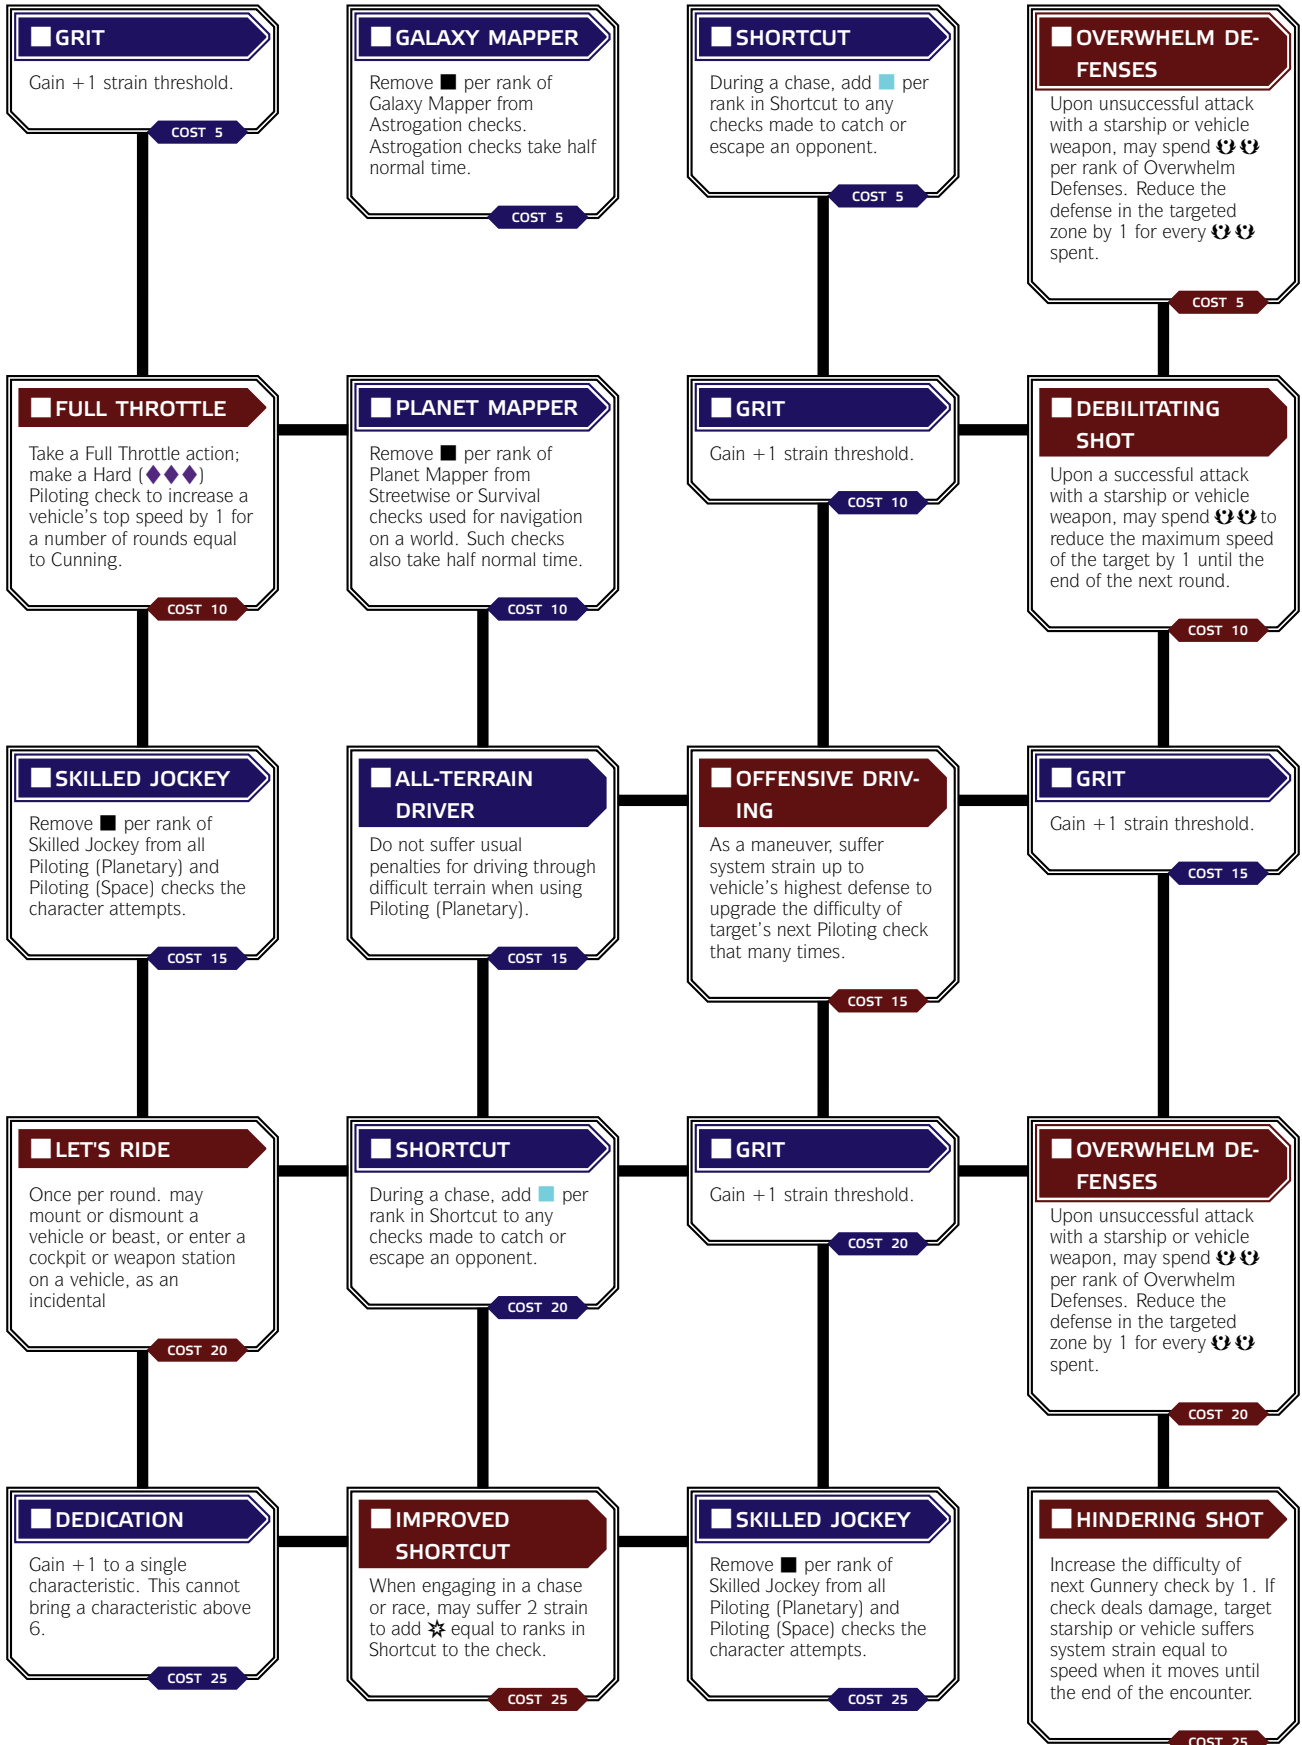 GRIT
Gain +1 strain threshold.
COST 5
GALAXY MAPPER
Remove per rank of
Galaxy Mapper from
Astrogation checks.
Astrogation checks take half
normal time.
COST 5
SHORTCUT
During a chase, add per
rank in Shortcut to any
checks made to catch or
escape an opponent.
COST 5
OVERWHELM DE-
FENSES
Upon unsuccessful attack
with a starship or vehicle
weapon, may spend
per rank of Overwhelm
Defenses. Reduce the
defense in the targeted
zone by 1 for every
spent.
COST 5
FULL THROTTLE
Take a Full Throttle action;
make a Hard (◆◆◆)
Piloting check to increase a
vehicle's top speed by 1 for
a number of rounds equal
to Cunning.
COST 10
PLANET MAPPER
Remove per rank of
Planet Mapper from
Streetwise or Survival
checks used for navigation
on a world. Such checks
also take half normal time.
COST 10
GRIT
Gain +1 strain threshold.
COST 10
DEBILITATING
SHOT
Upon a successful attack
with a starship or vehicle
weapon, may spend to
reduce the maximum speed
of the target by 1 until the
end of the next round.
COST 10
SKILLED JOCKEY
Remove per rank of
Skilled Jockey from all
Piloting (Planetary) and
Piloting (Space) checks the
character attempts.
COST 15
ALL-TERRAIN
DRIVER
Do not suffer usual
penalties for driving through
difficult terrain when using
Piloting (Planetary).
COST 15
OFFENSIVE DRIV-
ING
As a maneuver, suffer
system strain up to
vehicle's highest defense to
upgrade the difficulty of
target's next Piloting check
that many times.
COST 15
GRIT
Gain +1 strain threshold.
COST 15
LET'S RIDE
Once per round. may
mount or dismount a
vehicle or beast, or enter a
cockpit or weapon station
on a vehicle, as an
incidental
COST 20
SHORTCUT
During a chase, add per
rank in Shortcut to any
checks made to catch or
escape an opponent.
COST 20
GRIT
Gain +1 strain threshold.
COST 20
OVERWHELM DE-
FENSES
Upon unsuccessful attack
with a starship or vehicle
weapon, may spend
per rank of Overwhelm
Defenses. Reduce the
defense in the targeted
zone by 1 for every
spent.
COST 20
DEDICATION
Gain +1 to a single
characteristic. This cannot
bring a characteristic above
6.
COST 25
IMPROVED
SHORTCUT
When engaging in a chase
or race, may suffer 2 strain
to add equal to ranks in
Shortcut to the check.
COST 25
SKILLED JOCKEY
Remove per rank of
Skilled Jockey from all
Piloting (Planetary) and
Piloting (Space) checks the
character attempts.
COST 25
HINDERING SHOT
Increase the difficulty of
next Gunnery check by 1. If
check deals damage, target
starship or vehicle suffers
system strain equal to
speed when it moves until
the end of the encounter.
COST 25